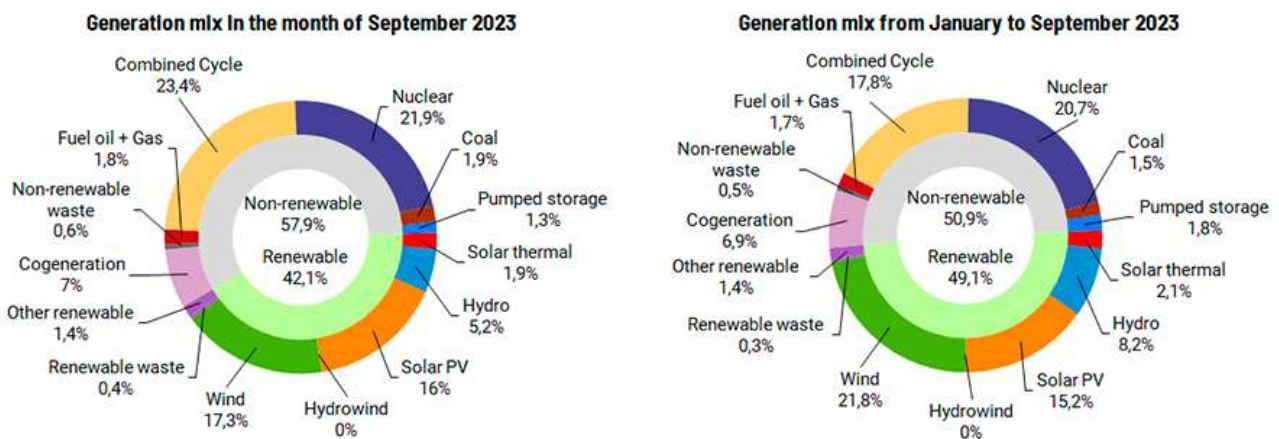 Generation mix in the month of September 2023
Combined Cycle
23,4%
Nuclear
21,9%
Fuel oil + Gas
1,8%
Coal
1,9%
Non-renewable
waste
0,6%
Pumped storage
1,3%
Non-renewable
57,9%
Renewable
42,1%
Cogeneration
7%
Solar thermal
1,9%
Other renewable
1,4%
Hydro
5,2%
Renewable waste
0,4%
Solar PV
16%
Wind
17,3%
Hydrowind
0%
Generation mix from January to September 2023
Combined Cycle
17,8%
Nuclear
20,7%
Fuel oil + Gas
1,7%
Coal
1,5%
Non-renewable
waste
0,5%
Pumped storage
1,8%
Non-renewable
50,9%
Renewable
49,1%
Cogeneration
6,9%
Other renewable
1,4%
Solar thermal
2,1%
Renewable waste
0,3%
Hydro
8,2%
Wind
21,8%
Solar PV
15,2%
Hydrowind
0%